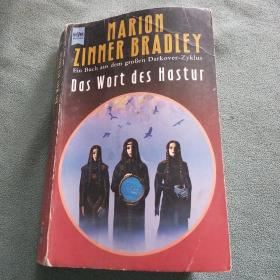 MARION
ZIMMER BRADLEY
Ein Buch aus dem großen Darkover-Zyklus
Das Wort des Hastur